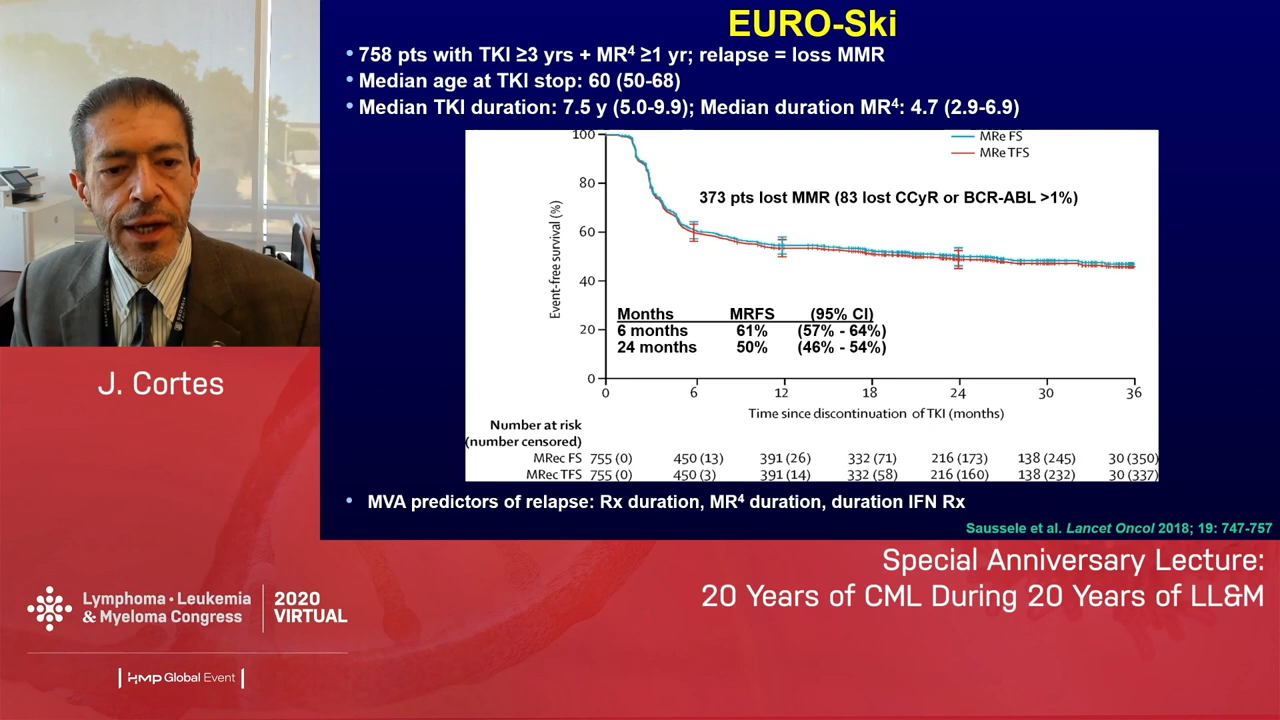 EURO-Ski
• 758 pts with TKI ≥3 yrs + MR⁴ ≥1 yr; relapse = loss MMR
• Median age at TKI stop: 60 (50-68)
• Median TKI duration: 7.5 y (5.0-9.9); Median duration MR⁴: 4.7 (2.9-6.9)
MRe FS
MRe TFS
373 pts lost MMR (83 lost CCyR or BCR-ABL >1%)
Event-free survival (%)
100
80
60
40
20
0
Months MRFS (95% CI)
6 months 61% (57% - 64%)
24 months 50% (46% - 54%)
0 6 12 18 24 30 36
Time since discontinuation of TKI (months)
Number at risk
(number censored)
MRec FS 755 (0) 450 (13) 391 (26) 332 (71) 216 (173) 138 (245) 30 (350)
MRec TFS 755 (0) 450 (3) 391 (14) 332 (58) 216 (160) 138 (232) 30 (337)
• MVA predictors of relapse: Rx duration, MR⁴ duration, duration IFN Rx
Saussele et al. Lancet Oncol 2018; 19: 747-757
J. Cortes
Special Anniversary Lecture:
20 Years of CML During 20 Years of LL&M
Lymphoma • Leukemia
& Myeloma Congress
2020
VIRTUAL
HMP Global Event